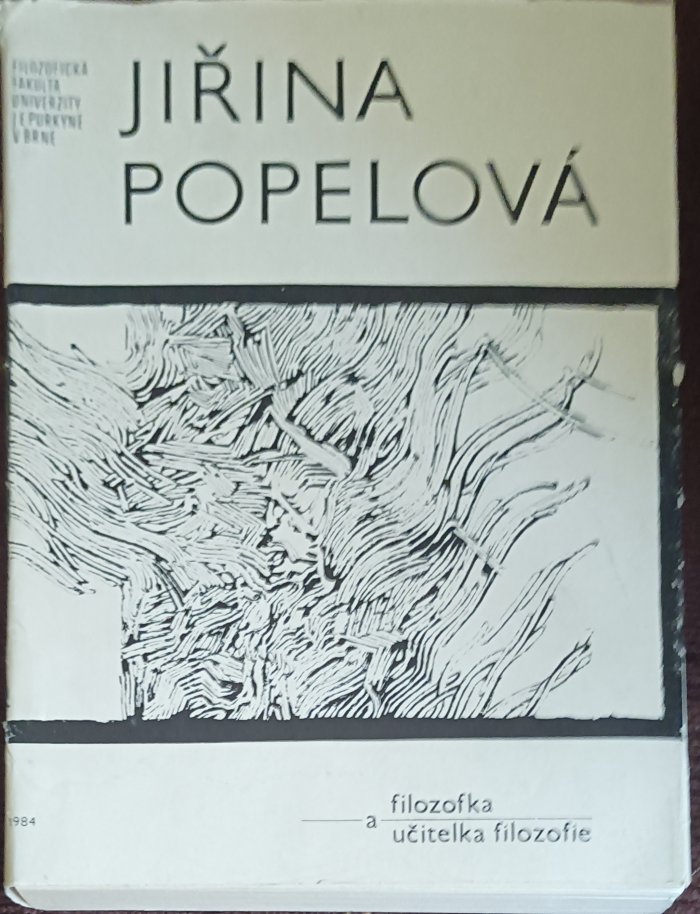 FILOZOFICKÁ
FAKULTA
UNIVERZITY
J E PURKYNĚ
V BRNĚ
JIŘINA
POPELOVÁ
1984
filozofka
a
učitelka filozofie